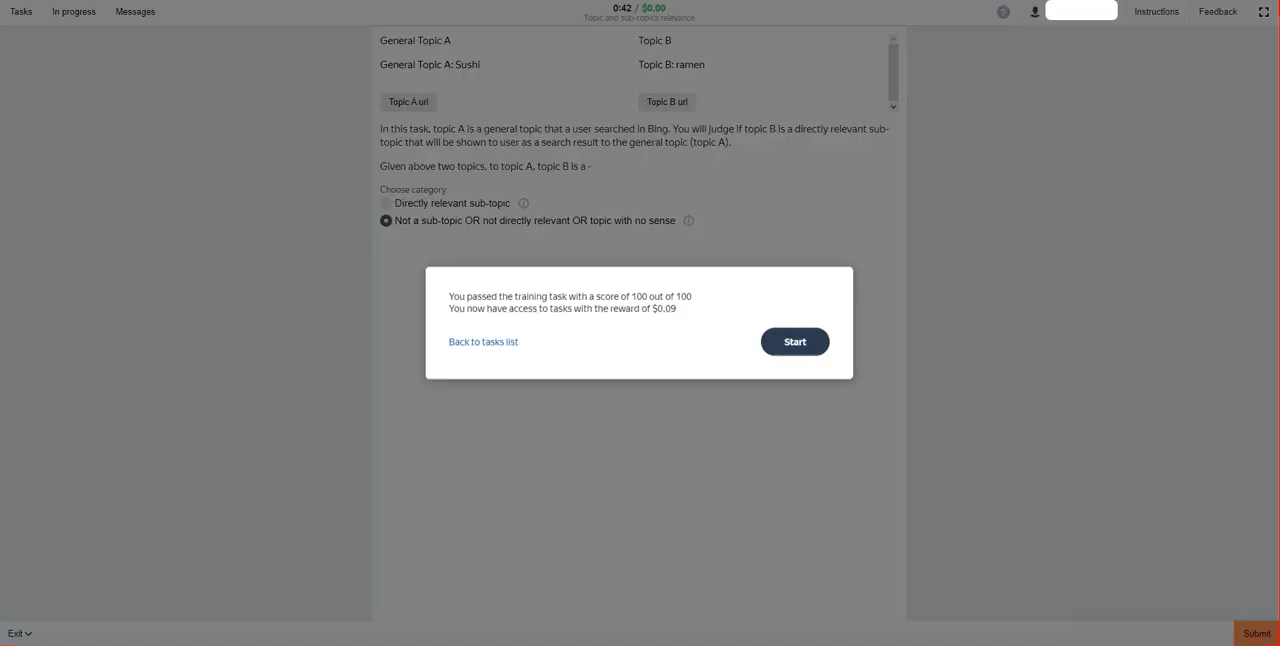 Tasks In progress Messages 0:42 / $0.00 Instructions Feedback
Topic and sub-topics relevance
General Topic A Topic B
General Topic A: Sushi Topic B: ramen
Topic A url Topic B url
In this task, topic A is a general topic that a user searched in Bing. You will judge if topic B is a directly relevant sub-
topic that will be shown to user as a search result to the general topic (topic A).
Given above two topics, to topic A, topic B is a -
Choose category
Directly relevant sub-topic
Not a sub-topic OR not directly relevant OR topic with no sense
You passed the training task with a score of 100 out of 100
You now have access to tasks with the reward of $0.09
Back to tasks list Start
Exit Submit